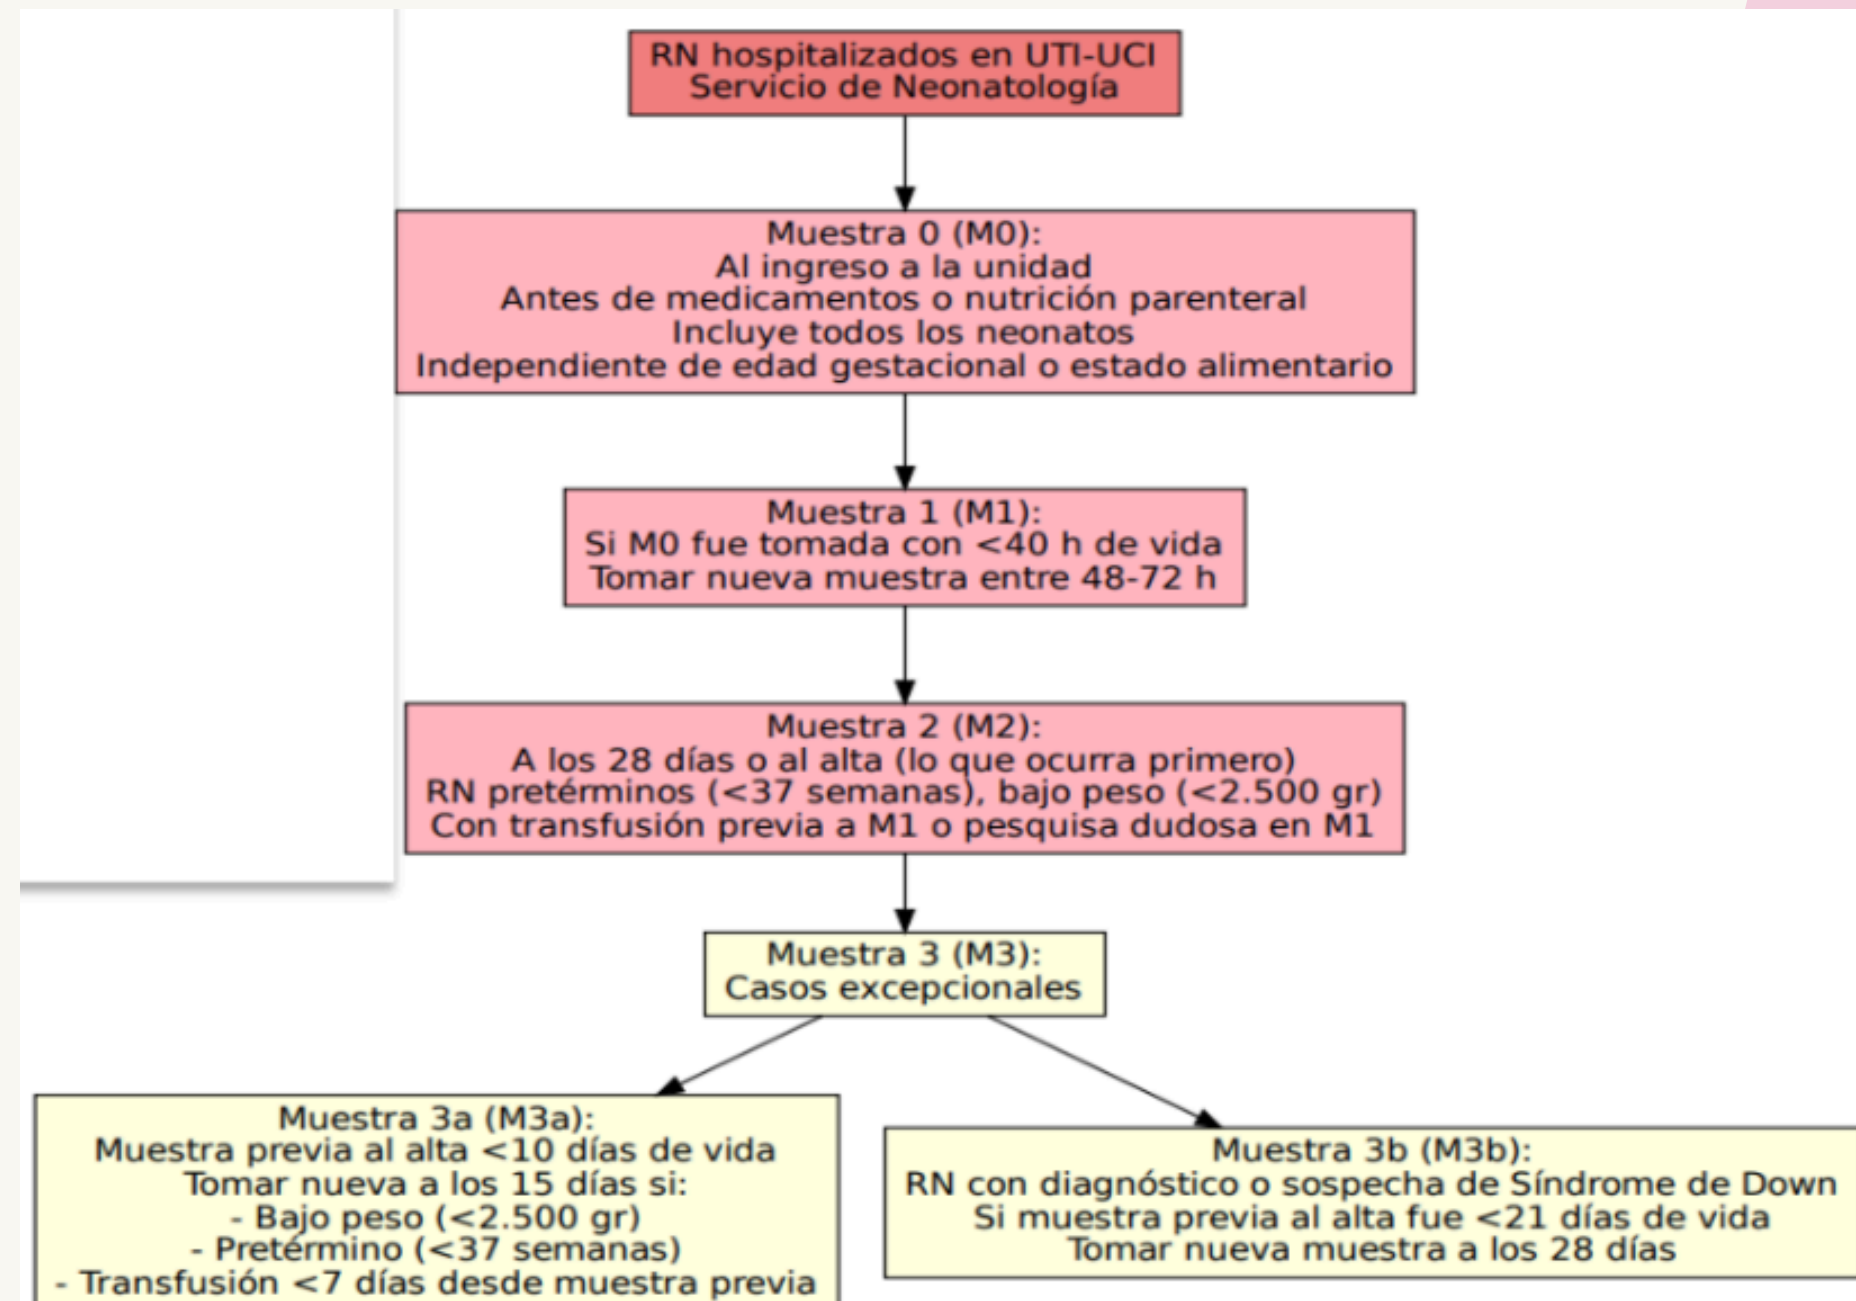 RN hospitalizados en UTI-UCI
Servicio de Neonatología
Muestra 0 (M0):
Al ingreso a la unidad
Antes de medicamentos o nutrición parenteral
Incluye todos los neonatos
Independiente de edad gestacional o estado alimentario
Muestra 1 (M1):
Si M0 fue tomada con <40 h de vida
Tomar nueva muestra entre 48-72 h
Muestra 2 (M2):
A los 28 días o al alta (lo que ocurra primero)
RN pretérminos (<37 semanas), bajo peso (<2.500 gr)
Con transfusión previa a M1 o pesquisa dudosa en M1
Muestra 3 (M3):
Casos excepcionales
Muestra 3a (M3a):
Muestra previa al alta <10 días de vida
Tomar nueva a los 15 días si:
- Bajo peso (<2.500 gr)
- Pretérmino (<37 semanas)
- Transfusión <7 días desde muestra previa
Muestra 3b (M3b):
RN con diagnóstico o sospecha de Síndrome de Down
Si muestra previa al alta fue <21 días de vida
Tomar nueva muestra a los 28 días